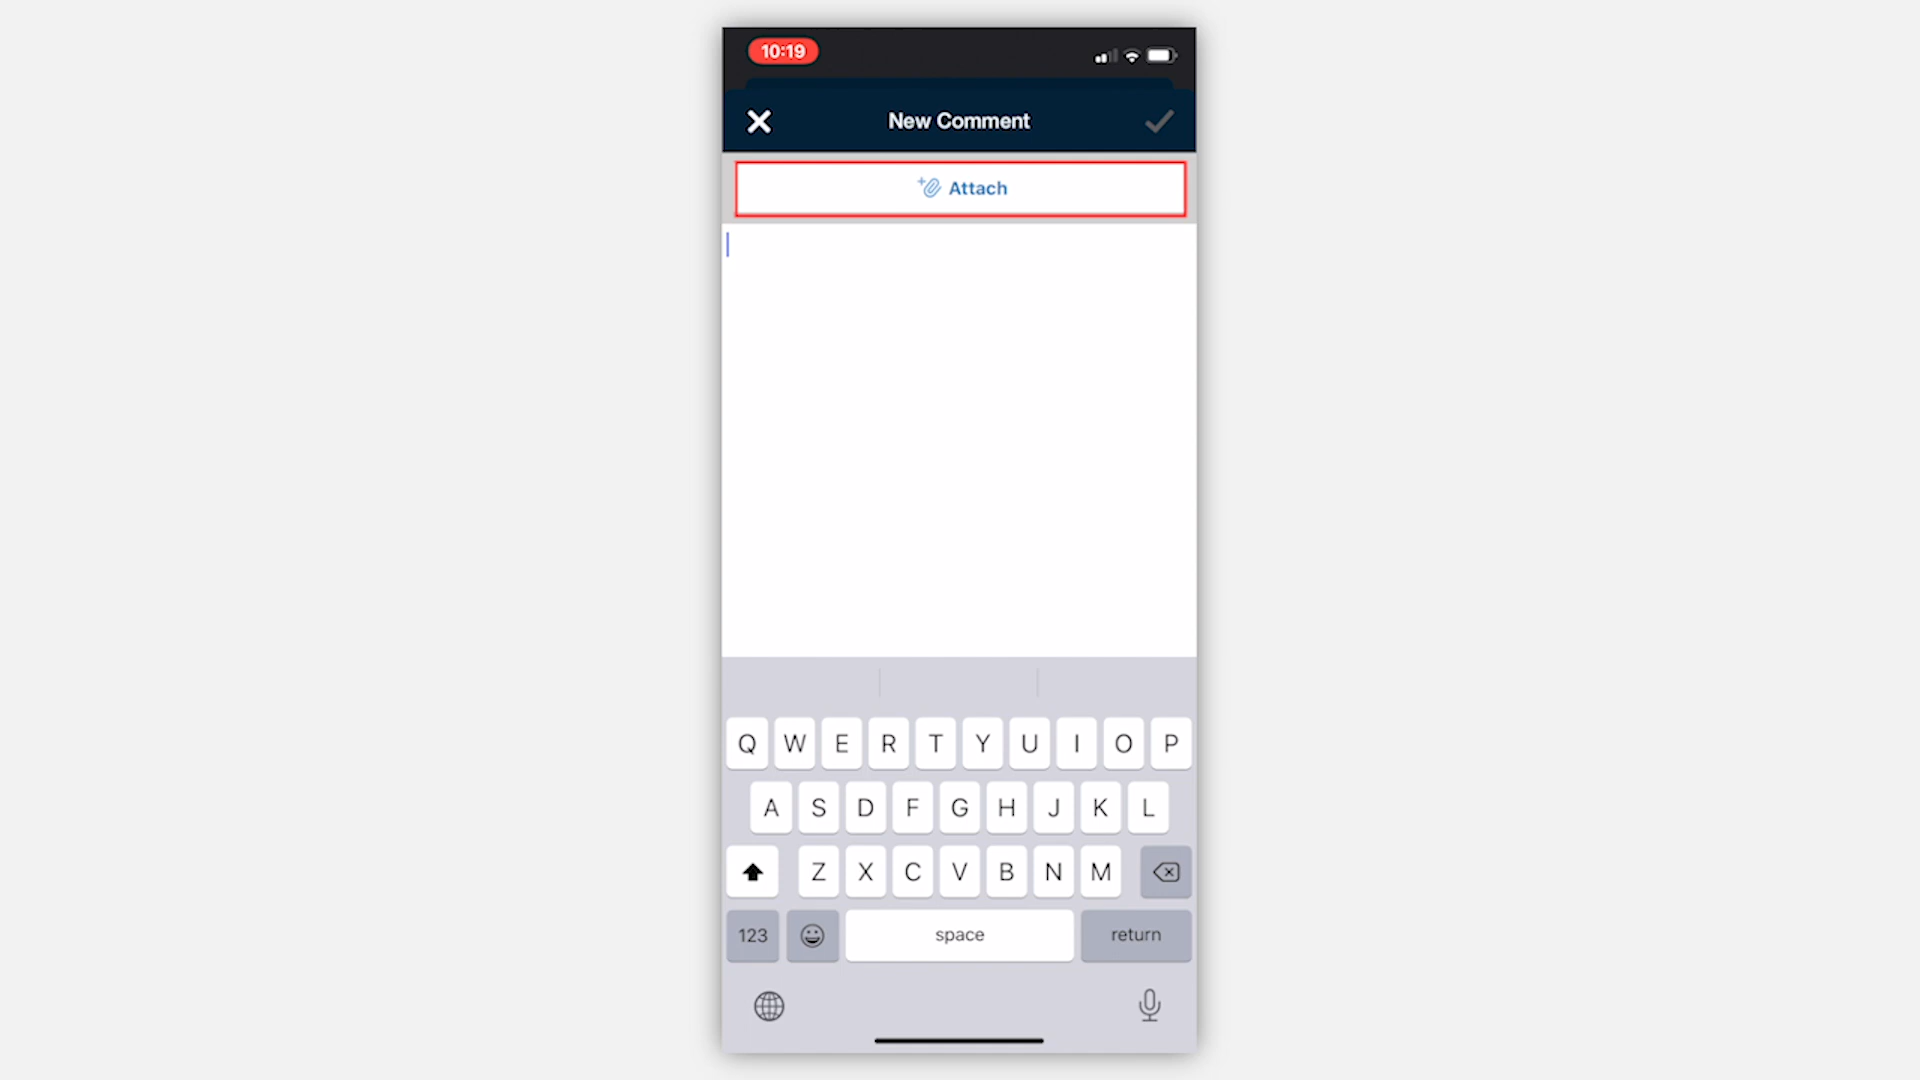 10:19
New Comment
Attach
Q W E R T Y U I O P
A S D F G H J K L
Z X C V B N M
123 space return